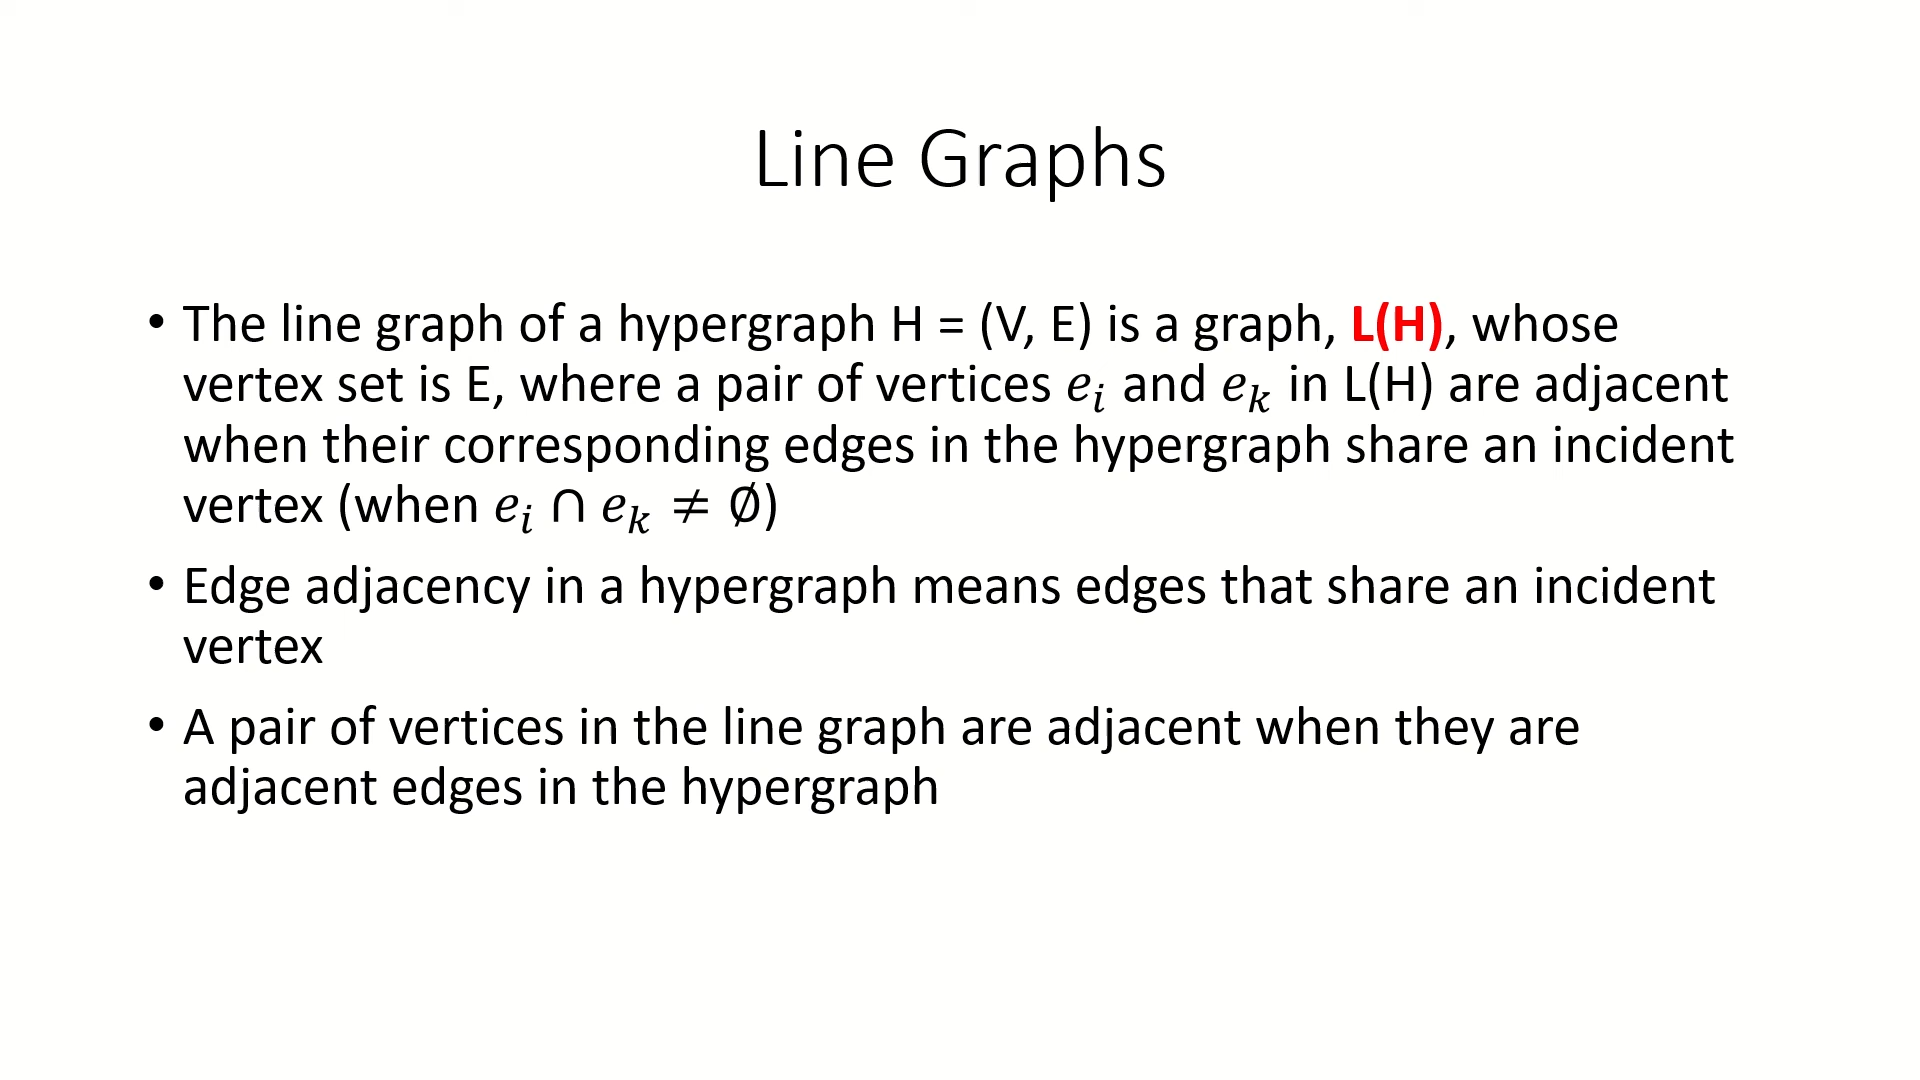 Line Graphs
• The line graph of a hypergraph H = (V, E) is a graph, L(H), whose
vertex set is E, where a pair of vertices 𝑒ᵢ and 𝑒ₖ in L(H) are adjacent
when their corresponding edges in the hypergraph share an incident
vertex (when 𝑒ᵢ ∩ 𝑒ₖ ≠ ∅)
• Edge adjacency in a hypergraph means edges that share an incident
vertex
• A pair of vertices in the line graph are adjacent when they are
adjacent edges in the hypergraph